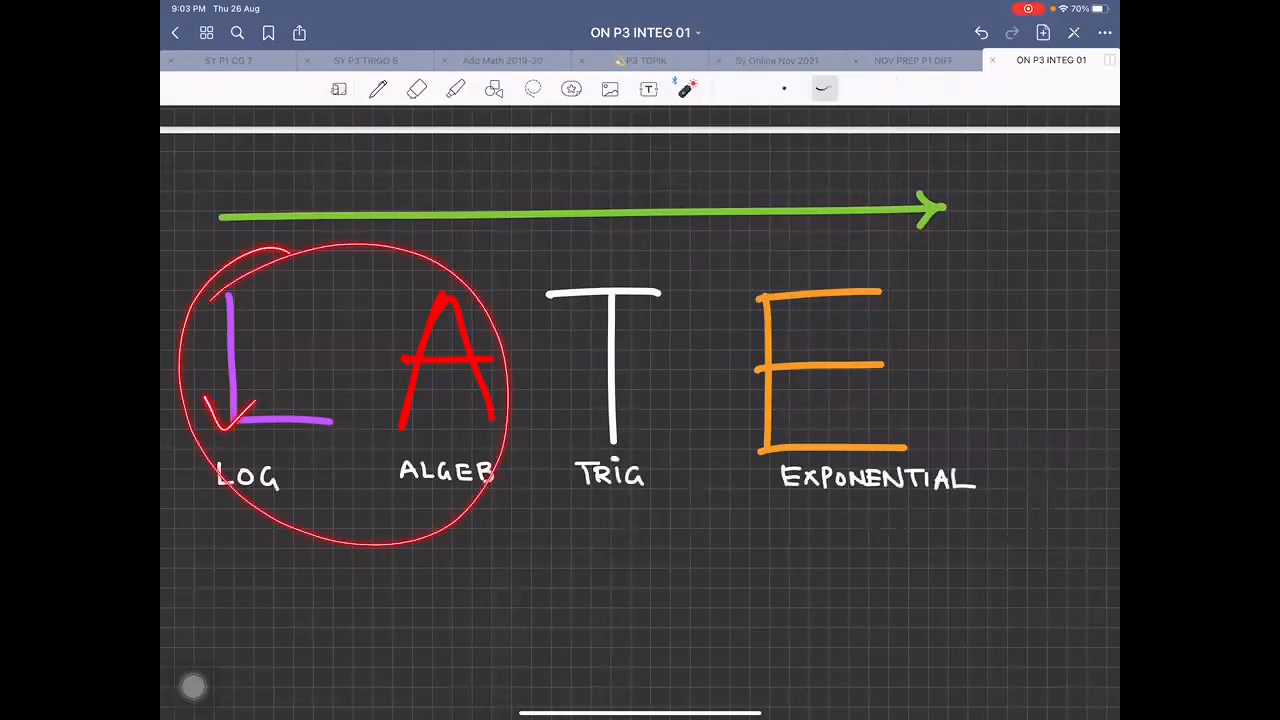 9:03 PM Thu 26 Aug
70%
ON P3 INTEG 01
SY P1 CG 7
SY P3 TRIGO 5
Add Math 2019-20
P3 TOPIK
Sy Online Nov 2021
NOV PREP P1 DIFF
ON P3 INTEG 01
T
L A T E
LOG ALGEB TRIG EXPONENTIAL